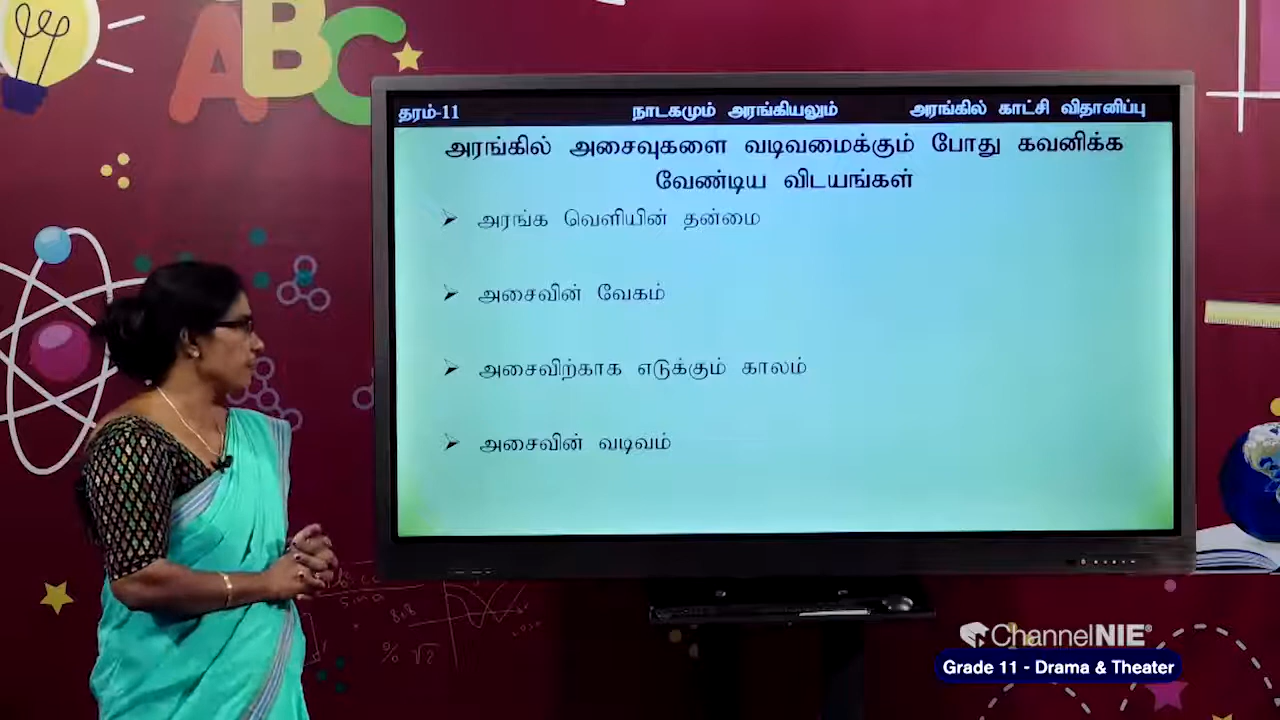 ABC
தரம்-11 நாடகமும் அரங்கியலும் அரங்கில் காட்சி விதானிப்பு
அரங்கில் அசைவுகளை வடிவமைக்கும் போது கவனிக்க
வேண்டிய விடயங்கள்
➢ அரங்க வெளியின் தன்மை
➢ அசைவின் வேகம்
➢ அசைவிற்காக எடுக்கும் காலம்
➢ அசைவின் வடிவம்
ChannelNIE®
Grade 11 - Drama & Theater